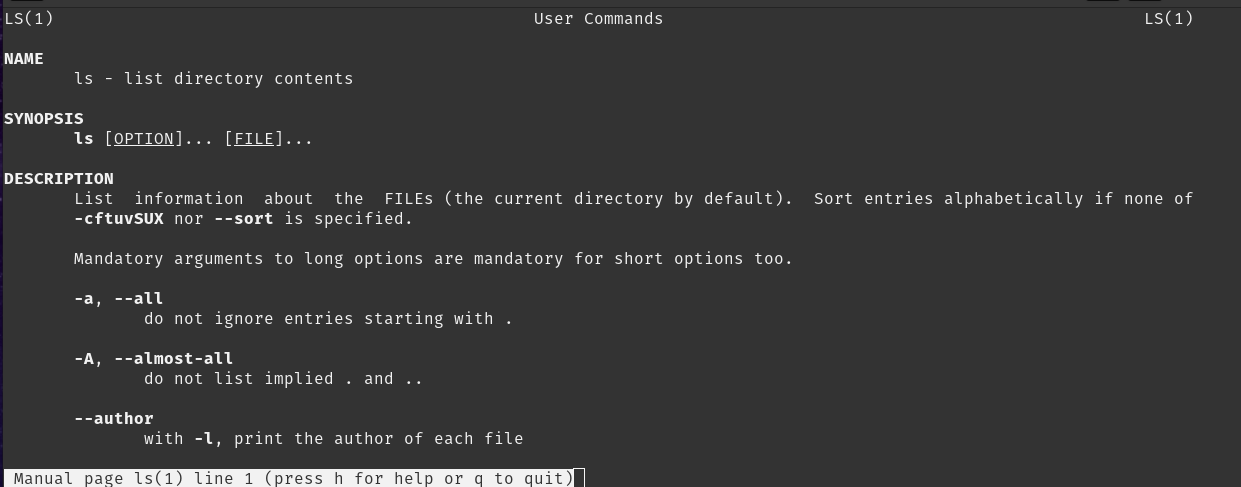 LS(1) User Commands LS(1)
NAME
ls - list directory contents
SYNOPSIS
ls [OPTION]... [FILE]...
DESCRIPTION
List information about the FILEs (the current directory by default). Sort entries alphabetically if none of
-cftuvSUX nor --sort is specified.
Mandatory arguments to long options are mandatory for short options too.
-a, --all
do not ignore entries starting with .
-A, --almost-all
do not list implied . and ..
--author
with -l, print the author of each file
Manual page ls(1) line 1 (press h for help or q to quit)